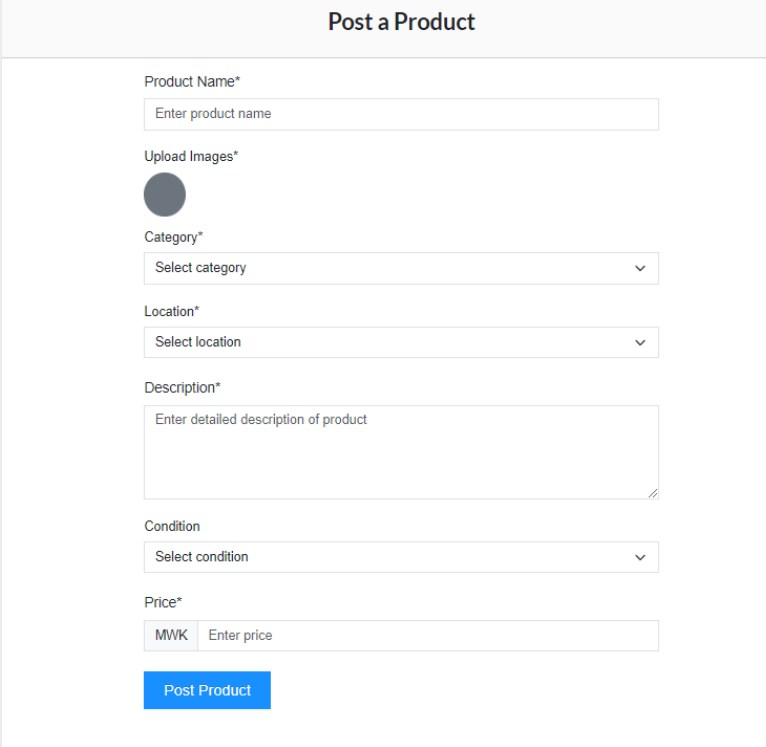 Post a Product
Product Name*
Enter product name
Upload Images*
Category*
Select category
Location*
Select location
Description*
Enter detailed description of product
Condition
Select condition
Price*
MWK Enter price
Post Product